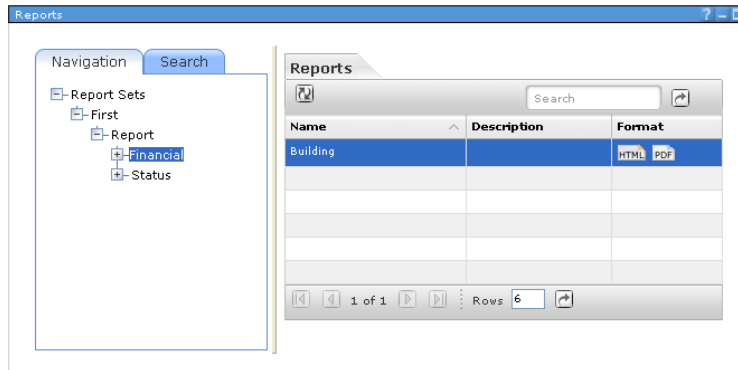 Reports
Navigation Search
Report Sets
First
Report
Financial
Status
Reports
Search
Name Description Format
Building HTML PDF
1 of 1 Rows 6